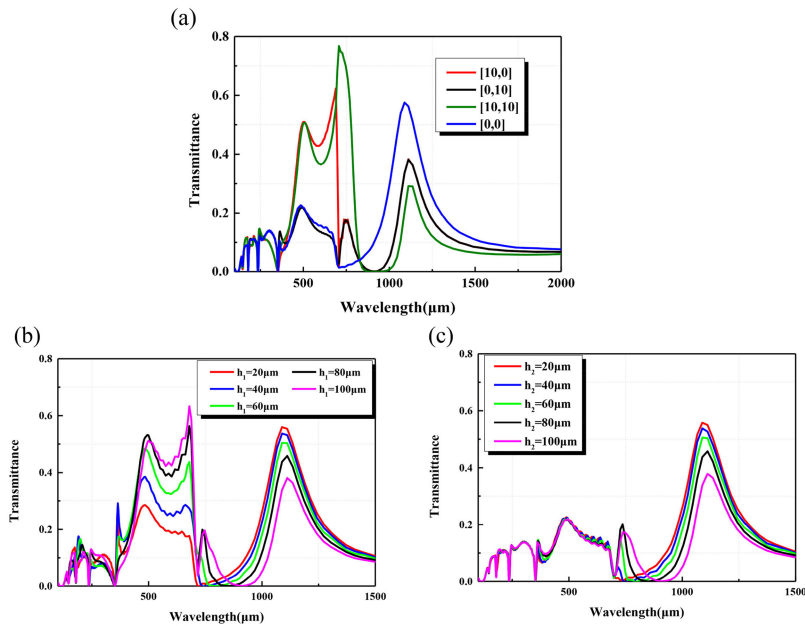 (a)
0.8
0.6
0.4
0.2
0.0
Transmittance
[10,0]
[0,10]
[10,10]
[0,0]
500 750 1000 1250 1500 1750 2000
Wavelength(μm)
(b)
0.8
0.6
0.4
0.2
0.0
Transmittance
h₁=20μm h₁=80μm
h₁=40μm h₁=100μm
h₁=60μm
500 1000 1500
Wavelength(μm)
(c)
0.8
0.6
0.4
0.2
0.0
Transmittance
h₂=20μm
h₂=40μm
h₂=60μm
h₂=80μm
h₂=100μm
500 1000 1500
Wavelength(μm)